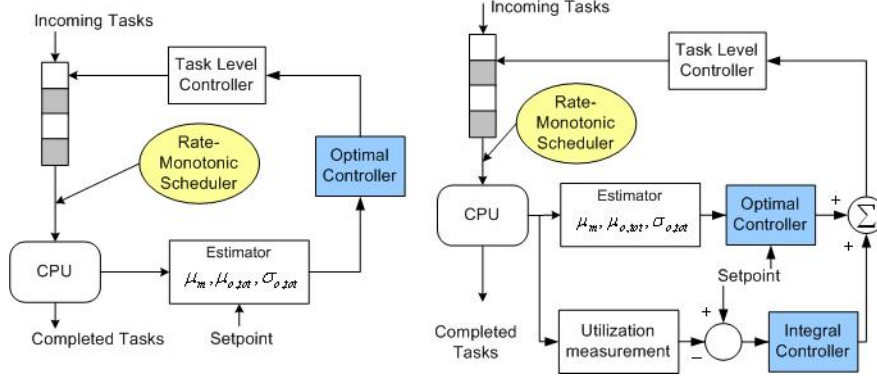 Incoming Tasks
Task Level
Controller
Rate-
Monotonic
Scheduler
Optimal
Controller
CPU
Estimator
μm, μo,tot, σo,tot
Completed Tasks
Setpoint
Incoming Tasks
Task Level
Controller
Rate-
Monotonic
Scheduler
CPU
Estimator
μm, μo,tot, σo,tot
Optimal
Controller
+
Σ
+
Setpoint
+
Completed
Tasks
Utilization
measurement
−
Integral
Controller